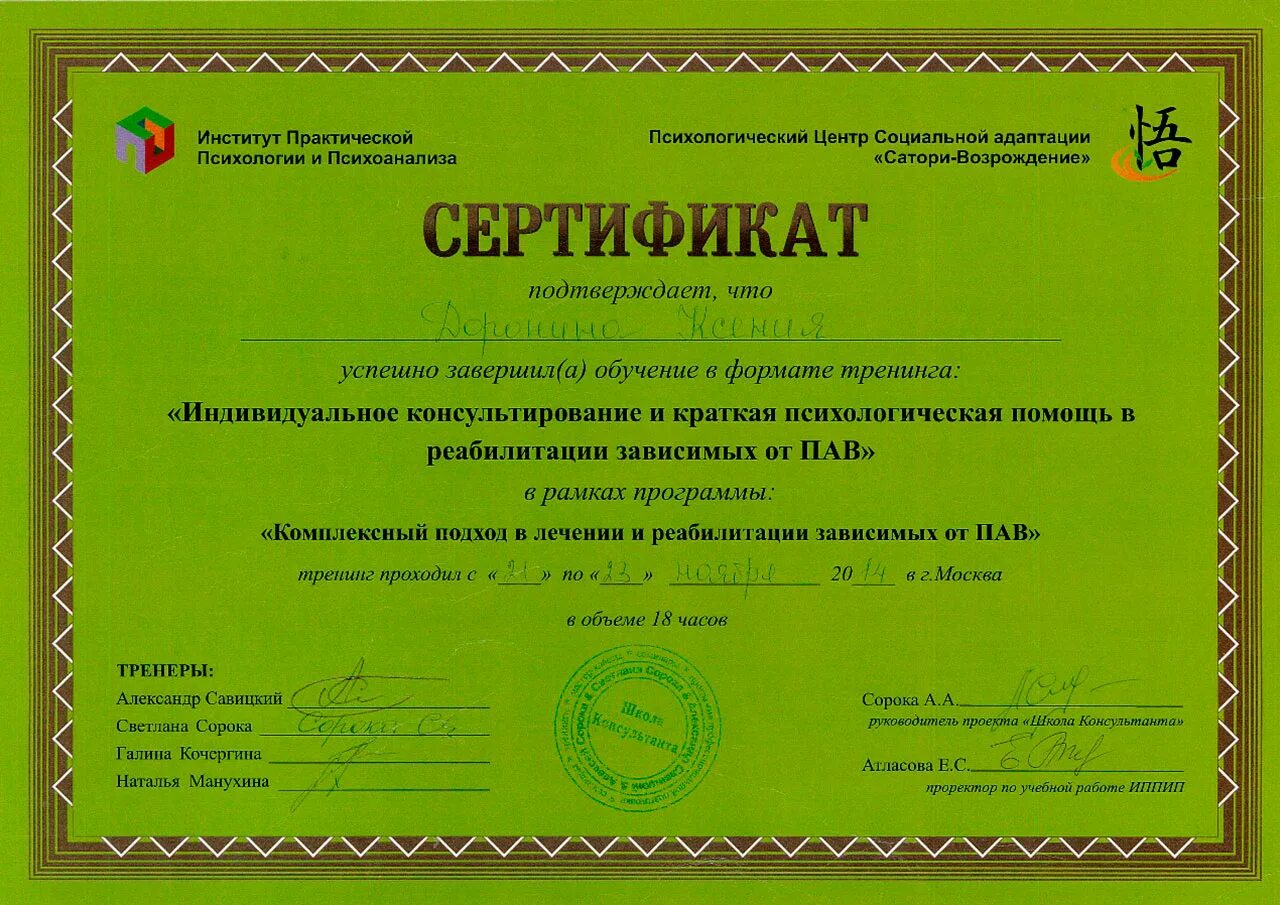 Институт Практической
Психологии и Психоанализа
Психологический Центр Социальной адаптации
«Сатори-Возрождение»
悟
СЕРТИФИКАТ
подтверждает, что
Доронина Ксения
успешно завершил(а) обучение в формате тренинга:
«Индивидуальное консультирование и краткая психологическая помощь в
реабилитации зависимых от ПАВ»
в рамках программы:
«Комплексный подход в лечении и реабилитации зависимых от ПАВ»
тренинг проходил с «21» по «23» ноября 2014 в г.Москва
в объеме 18 часов
ТРЕНЕРЫ:
Александр Савицкий
Светлана Сорока Сорока Св
Галина Кочергина
Наталья Манухина
Школа
Консультанта
Сорока А.А.
руководитель проекта «Школа Консультанта»
Атласова Е.С.
проректор по учебной работе ИППИП